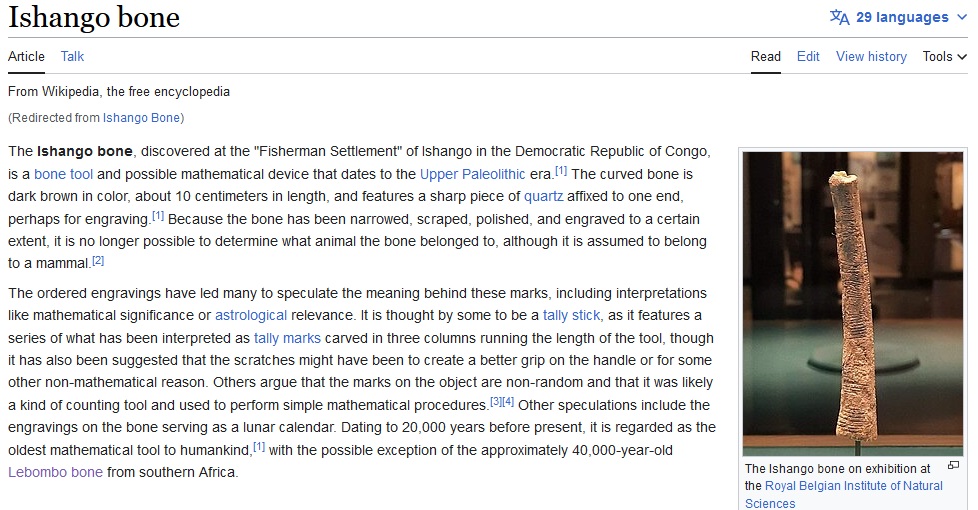 Ishango bone
29 languages
Article Talk
Read Edit View history Tools
From Wikipedia, the free encyclopedia
(Redirected from Ishango Bone)
The Ishango bone, discovered at the "Fisherman Settlement" of Ishango in the Democratic Republic of Congo,
is a bone tool and possible mathematical device that dates to the Upper Paleolithic era.[1] The curved bone is
dark brown in color, about 10 centimeters in length, and features a sharp piece of quartz affixed to one end,
perhaps for engraving.[1] Because the bone has been narrowed, scraped, polished, and engraved to a certain
extent, it is no longer possible to determine what animal the bone belonged to, although it is assumed to belong
to a mammal.[2]
The ordered engravings have led many to speculate the meaning behind these marks, including interpretations
like mathematical significance or astrological relevance. It is thought by some to be a tally stick, as it features a
series of what has been interpreted as tally marks carved in three columns running the length of the tool, though
it has also been suggested that the scratches might have been to create a better grip on the handle or for some
other non-mathematical reason. Others argue that the marks on the object are non-random and that it was likely
a kind of counting tool and used to perform simple mathematical procedures.[3][4] Other speculations include the
engravings on the bone serving as a lunar calendar. Dating to 20,000 years before present, it is regarded as the
oldest mathematical tool to humankind,[1] with the possible exception of the approximately 40,000-year-old
Lebombo bone from southern Africa.
The Ishango bone on exhibition at
the Royal Belgian Institute of Natural
Sciences